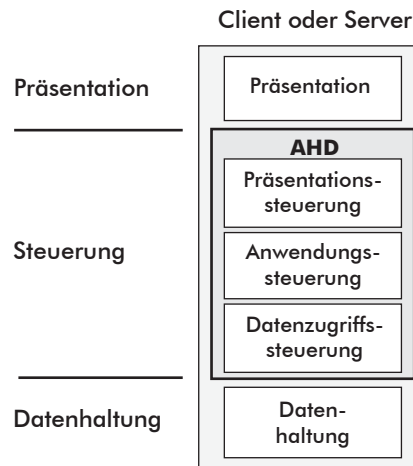 Client oder Server
Präsentation
Präsentation
AHD
Präsentations-
steuerung
Steuerung
Anwendungs-
steuerung
Datenzugriffs-
steuerung
Datenhaltung
Daten-
haltung